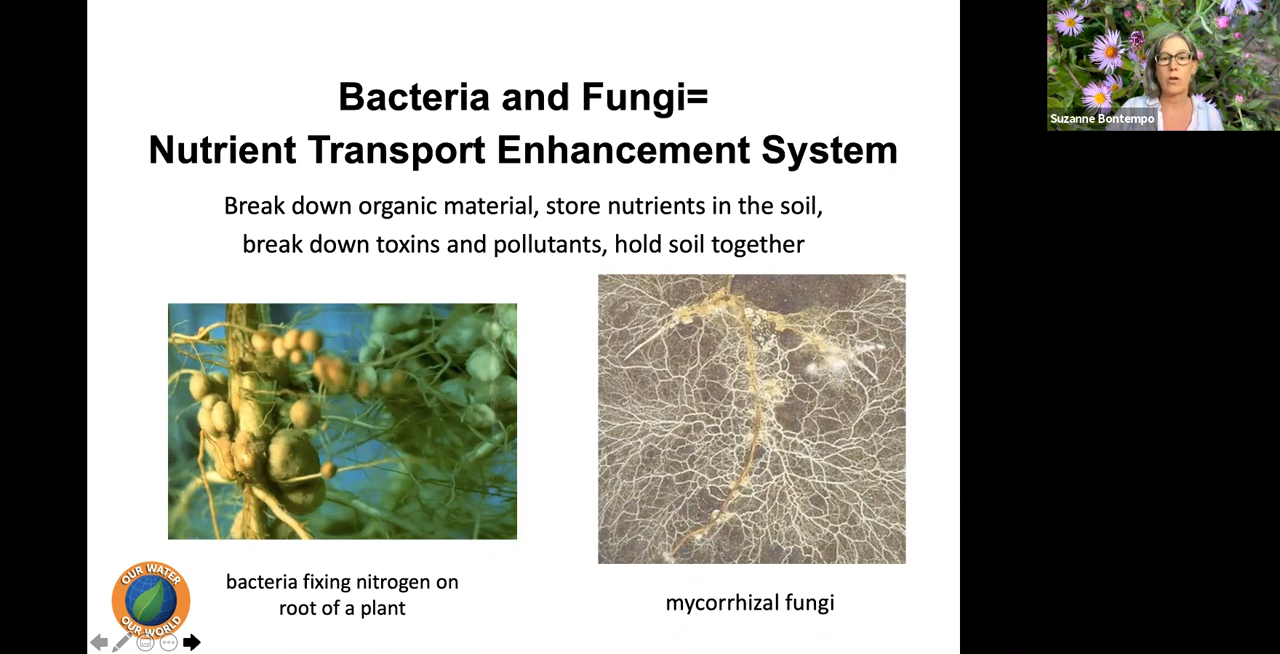 Bacteria and Fungi=
Nutrient Transport Enhancement System
Break down organic material, store nutrients in the soil,
break down toxins and pollutants, hold soil together
bacteria fixing nitrogen on
root of a plant
mycorrhizal fungi
OUR WATER
OUR WORLD
Suzanne Bontempo